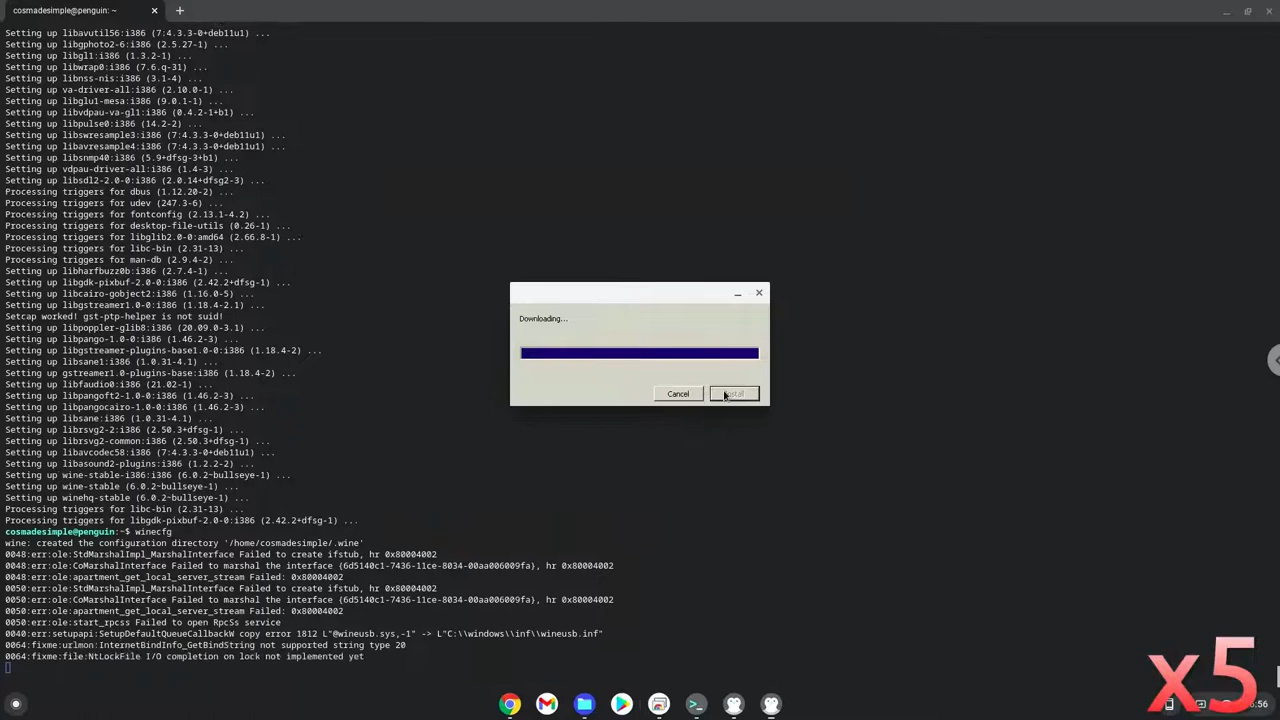 cosmadesimple@penguin: ~
Setting up libavutil56:i386 (7:4.3.3-0+deb11u1) ...
Setting up libgphoto2-6:i386 (2.5.27-1) ...
Setting up libgl1:i386 (1.3.2-1) ...
Setting up libwrap0:i386 (7.6.q-31) ...
Setting up libnss-nis:i386 (3.1-4) ...
Setting up va-driver-all:i386 (2.10.0-1) ...
Setting up libglu1-mesa:i386 (9.0.1-1) ...
Setting up libvdpau-va-gl1:i386 (0.4.2-1+b1) ...
Setting up libpulse0:i386 (14.2-2) ...
Setting up libswresample3:i386 (7:4.3.3-0+deb11u1) ...
Setting up libavresample4:i386 (7:4.3.3-0+deb11u1) ...
Setting up libsnmp40:i386 (5.9+dfsg-3+b1) ...
Setting up vdpau-driver-all:i386 (1.4-3) ...
Setting up libsdl2-2.0-0:i386 (2.0.14+dfsg2-3) ...
Processing triggers for dbus (1.12.20-2) ...
Processing triggers for udev (247.3-6) ...
Processing triggers for fontconfig (2.13.1-4.2) ...
Processing triggers for desktop-file-utils (0.26-1) ...
Processing triggers for libglib2.0-0:amd64 (2.66.8-1) ...
Processing triggers for libc-bin (2.31-13) ...
Processing triggers for man-db (2.9.4-2) ...
Setting up libharfbuzz0b:i386 (2.7.4-1) ...
Setting up libgdk-pixbuf-2.0-0:i386 (2.42.2+dfsg-1) ...
Setting up libcairo-gobject2:i386 (1.16.0-5) ...
Setting up libgstreamer1.0-0:i386 (1.18.4-2.1) ...
Setcap worked! gst-ptp-helper is not suid!
Setting up libpoppler-glib8:i386 (20.09.0-3.1) ...
Setting up libpango-1.0-0:i386 (1.46.2-3) ...
Setting up libgstreamer-plugins-base1.0-0:i386 (1.18.4-2) ...
Setting up libsane1:i386 (1.0.31-4.1) ...
Setting up gstreamer1.0-plugins-base:i386 (1.18.4-2) ...
Setting up libfaudio0:i386 (21.02-1) ...
Setting up libpangoft2-1.0-0:i386 (1.46.2-3) ...
Setting up libpangocairo-1.0-0:i386 (1.46.2-3) ...
Setting up libsane:i386 (1.0.31-4.1) ...
Setting up librsvg2-2:i386 (2.50.3+dfsg-1) ...
Setting up librsvg2-common:i386 (2.50.3+dfsg-1) ...
Setting up libavcodec58:i386 (7:4.3.3-0+deb11u1) ...
Setting up libasound2-plugins:i386 (1.2.2-2) ...
Setting up wine-stable-i386:i386 (6.0.2~bullseye-1) ...
Setting up wine-stable (6.0.2~bullseye-1) ...
Setting up winehq-stable (6.0.2~bullseye-1) ...
Processing triggers for libc-bin (2.31-13) ...
Processing triggers for libgdk-pixbuf-2.0-0:i386 (2.42.2+dfsg-1) ...
cosmadesimple@penguin:~$ winecfg
wine: created the configuration directory '/home/cosmadesimple/.wine'
0048:err:ole:StdMarshalImpl_MarshalInterface Failed to create ifstub, hr 0x80004002
0048:err:ole:CoMarshalInterface Failed to marshal the interface {6d5140c1-7436-11ce-8034-00aa006009fa}, hr 0x80004002
0048:err:ole:apartment_get_local_server_stream Failed: 0x80004002
0050:err:ole:StdMarshalImpl_MarshalInterface Failed to create ifstub, hr 0x80004002
0050:err:ole:CoMarshalInterface Failed to marshal the interface {6d5140c1-7436-11ce-8034-00aa006009fa}, hr 0x80004002
0050:err:ole:apartment_get_local_server_stream Failed: 0x80004002
0050:err:ole:start_rpcss Failed to open RpcSs service
0040:err:setupapi:SetupDefaultQueueCallbackW copy error 1812 L"@wineusb.sys,-1" -> L"C:\\windows\\inf\\wineusb.inf"
0064:fixme:urlmon:InternetBindInfo_GetBindString not supported string type 20
0064:fixme:file:NtLockFile I/O completion on lock not implemented yet
Downloading...
Cancel
x5